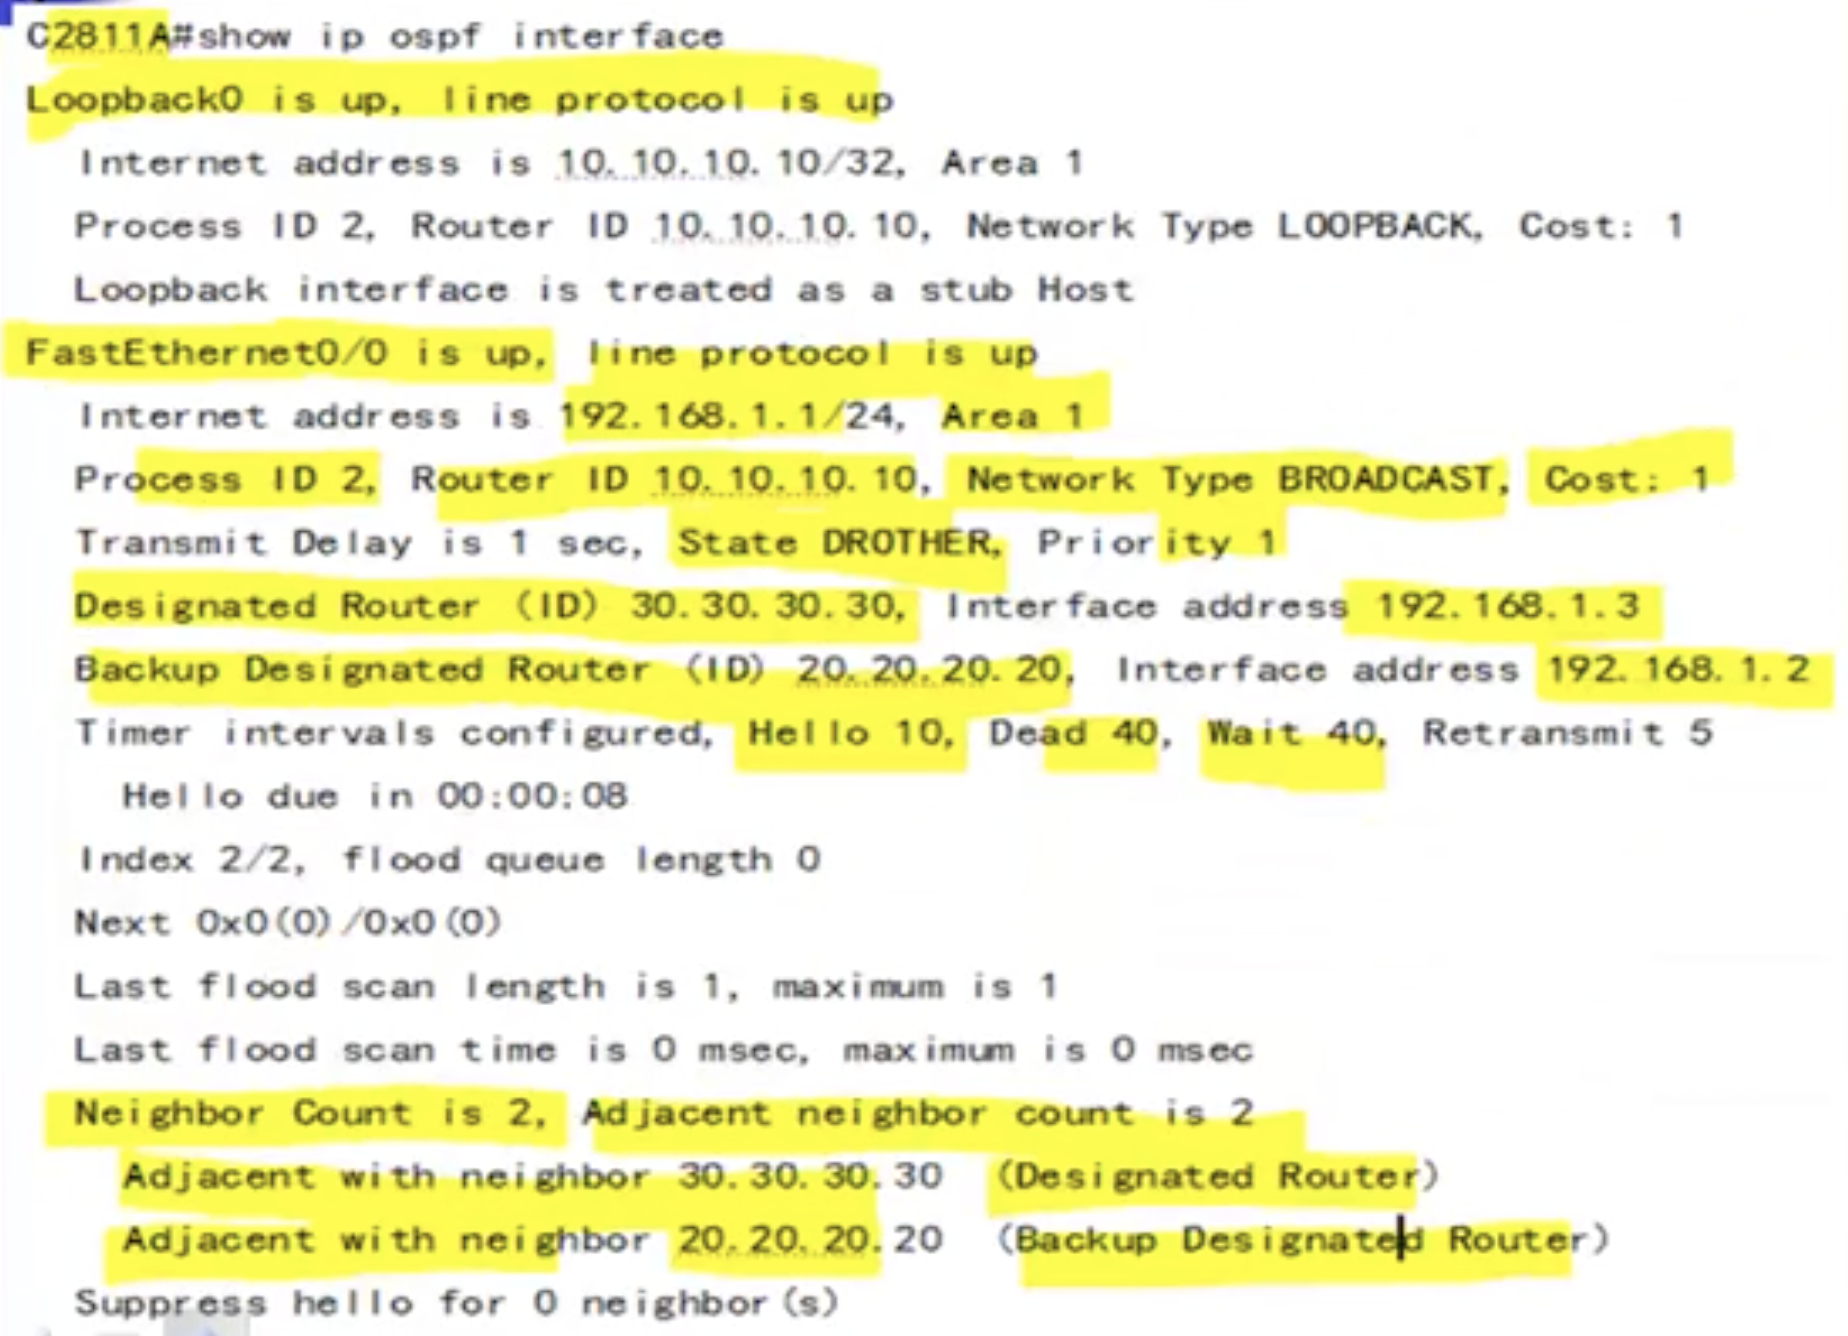 C2811A#show ip ospf interface
Loopback0 is up, line protocol is up
Internet address is 10.10.10.10/32, Area 1
Process ID 2, Router ID 10.10.10.10, Network Type LOOPBACK, Cost: 1
Loopback interface is treated as a stub Host
FastEthernet0/0 is up, line protocol is up
Internet address is 192.168.1.1/24, Area 1
Process ID 2, Router ID 10.10.10.10, Network Type BROADCAST, Cost: 1
Transmit Delay is 1 sec, State DROTHER, Priority 1
Designated Router (ID) 30.30.30.30, Interface address 192.168.1.3
Backup Designated Router (ID) 20.20.20.20, Interface address 192.168.1.2
Timer intervals configured, Hello 10, Dead 40, Wait 40, Retransmit 5
Hello due in 00:00:08
Index 2/2, flood queue length 0
Next 0x0(0)/0x0(0)
Last flood scan length is 1, maximum is 1
Last flood scan time is 0 msec, maximum is 0 msec
Neighbor Count is 2, Adjacent neighbor count is 2
Adjacent with neighbor 30.30.30.30 (Designated Router)
Adjacent with neighbor 20.20.20.20 (Backup Designated Router)
Suppress hello for 0 neighbor(s)